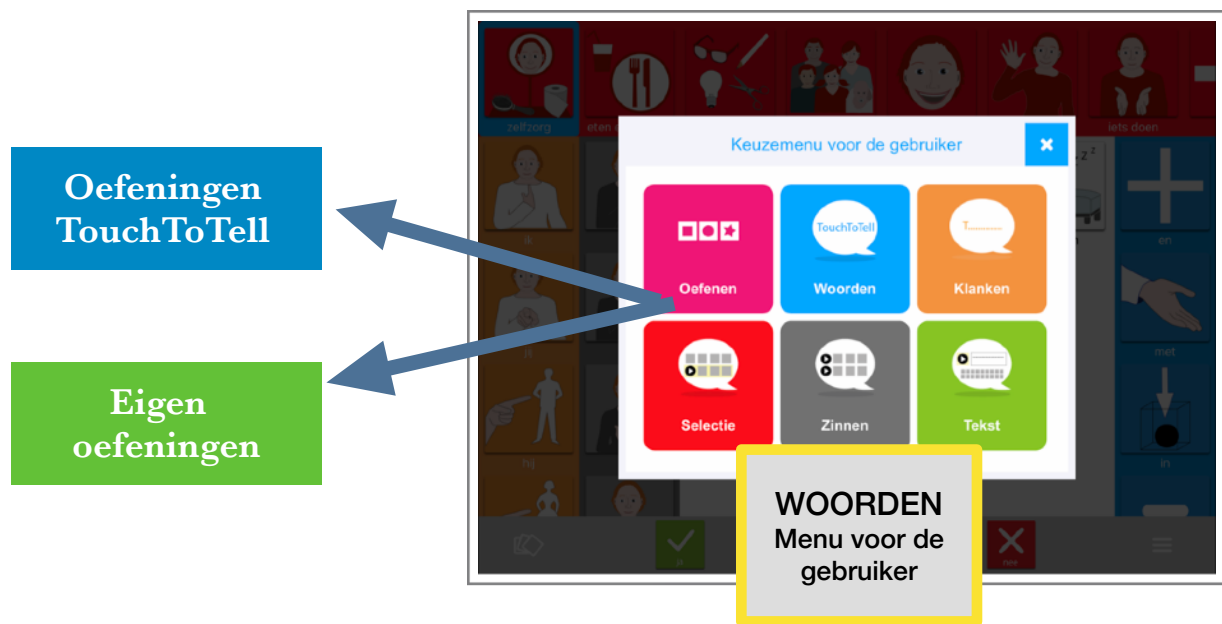 Oefeningen
TouchToTell
Eigen
oefeningen
zelfzorg
eten
iets doen
Keuzemenu voor de gebruiker
TouchToTell
T
Oefenen
Woorden
Klanken
Selectie
Zinnen
Tekst
ik
en
met
hij
in
nee
WOORDEN
Menu voor de
gebruiker